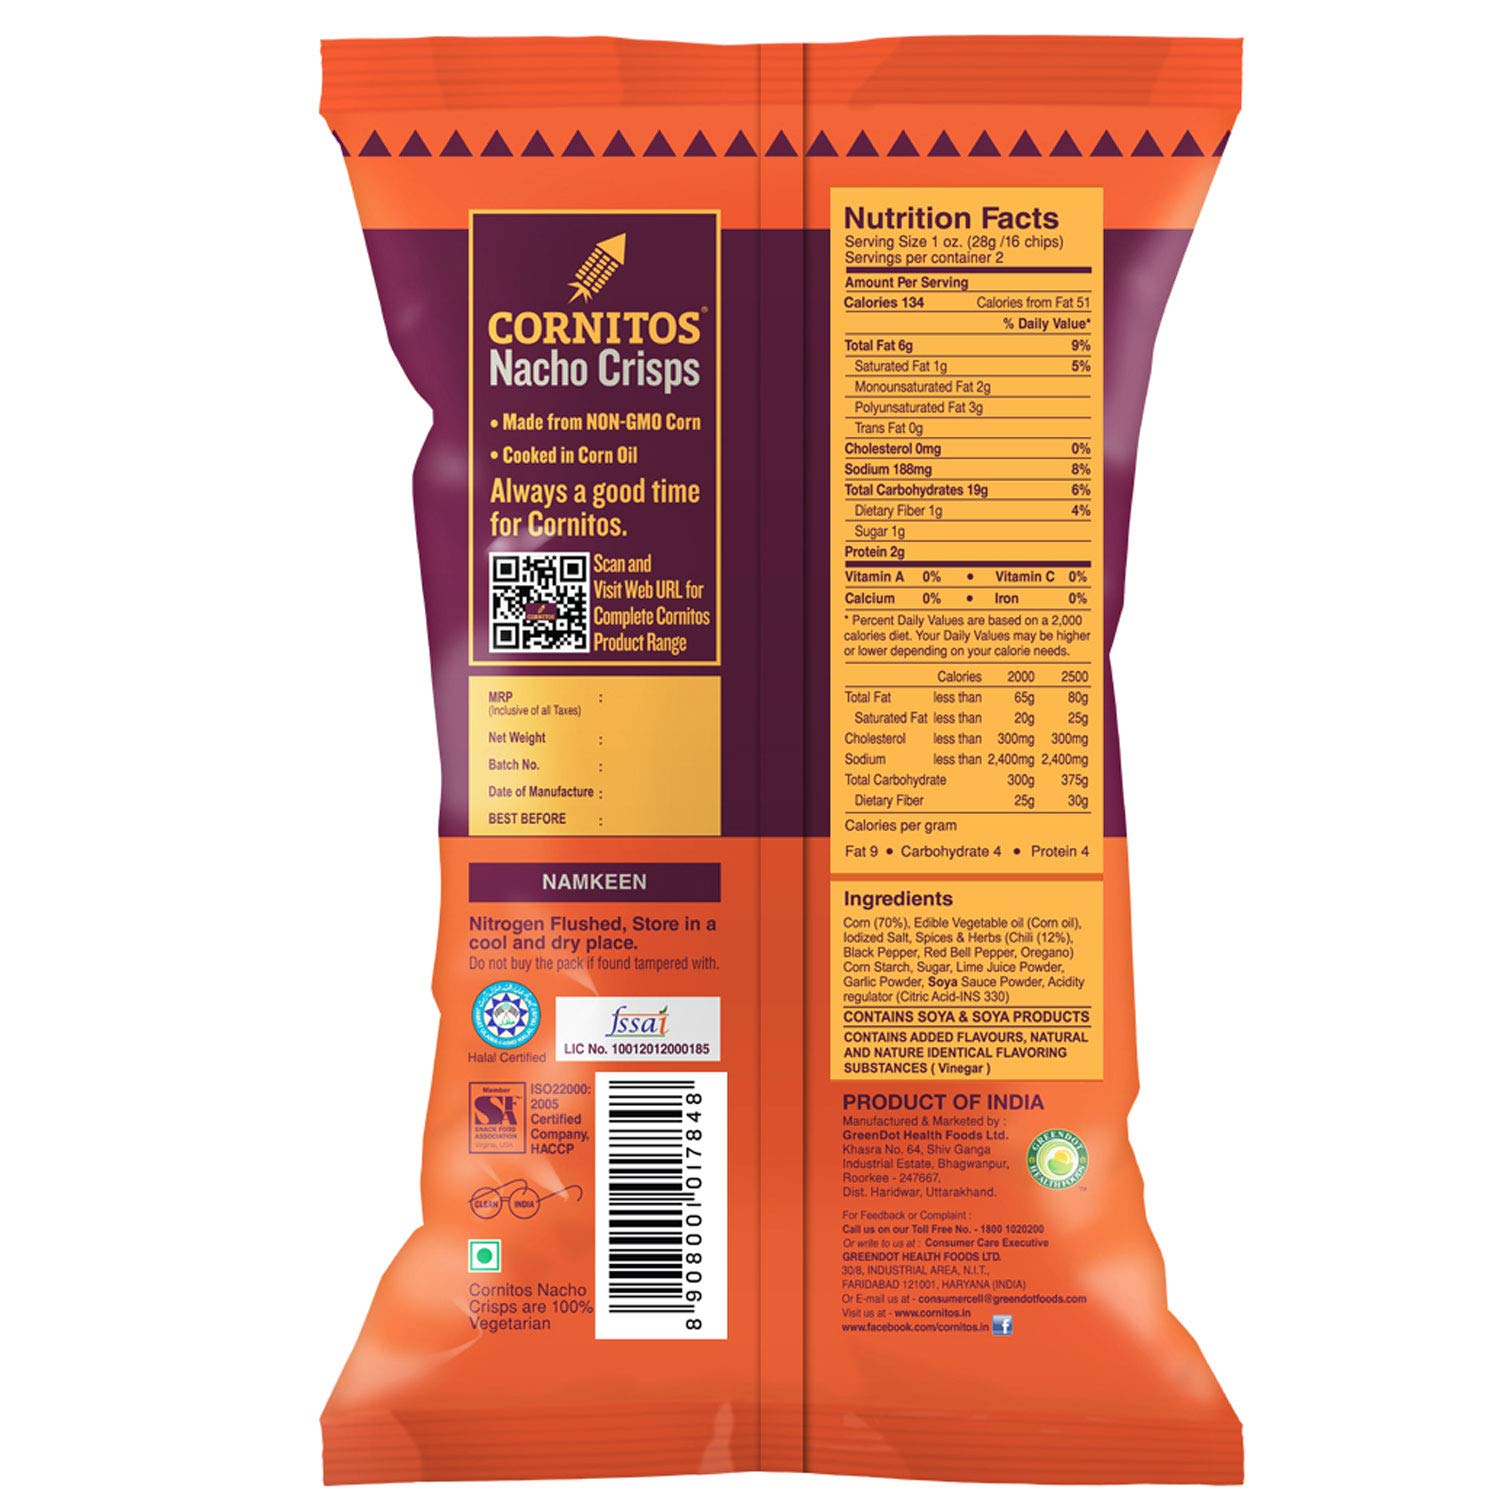 CORNITOS®
Nacho Crisps
• Made from NON-GMO Corn
• Cooked in Corn Oil
Always a good time
for Cornitos.
CORNITOS
Scan and
Visit Web URL for
Complete Cornitos
Product Range
MRP :
(Inclusive of all Taxes)
Net Weight :
Batch No. :
Date of Manufacture :
BEST BEFORE :
NAMKEEN
Nitrogen Flushed, Store in a
cool and dry place.
Do not buy the pack if found tampered with.
Halal Certified
fssai
LIC No. 10012012000185
Member
SFA
SNACK FOOD
ASSOCIATION
Virginia, USA
ISO22000:
2005
Certified
Company,
HACCP
CLEAN INDIA
Cornitos Nacho
Crisps are 100%
Vegetarian
8908001017848
Nutrition Facts
Serving Size 1 oz. (28g /16 chips)
Servings per container 2
Amount Per Serving
Calories 134 Calories from Fat 51
% Daily Value*
Total Fat 6g 9%
Saturated Fat 1g 5%
Monounsaturated Fat 2g
Polyunsaturated Fat 3g
Trans Fat 0g
Cholesterol 0mg 0%
Sodium 188mg 8%
Total Carbohydrates 19g 6%
Dietary Fiber 1g 4%
Sugar 1g
Protein 2g
Vitamin A 0% • Vitamin C 0%
Calcium 0% • Iron 0%
* Percent Daily Values are based on a 2,000
calories diet. Your Daily Values may be higher
or lower depending on your calorie needs.
Calories 2000 2500
Total Fat less than 65g 80g
Saturated Fat less than 20g 25g
Cholesterol less than 300mg 300mg
Sodium less than 2,400mg 2,400mg
Total Carbohydrate 300g 375g
Dietary Fiber 25g 30g
Calories per gram
Fat 9 • Carbohydrate 4 • Protein 4
Ingredients
Corn (70%), Edible Vegetable oil (Corn oil),
Iodized Salt, Spices & Herbs (Chili (12%),
Black Pepper, Red Bell Pepper, Oregano)
Corn Starch, Sugar, Lime Juice Powder,
Garlic Powder, Soya Sauce Powder, Acidity
regulator (Citric Acid-INS 330)
CONTAINS SOYA & SOYA PRODUCTS
CONTAINS ADDED FLAVOURS, NATURAL
AND NATURE IDENTICAL FLAVORING
SUBSTANCES ( Vinegar )
PRODUCT OF INDIA
Manufactured & Marketed by :
GreenDot Health Foods Ltd.
Khasra No. 64, Shiv Ganga
Industrial Estate, Bhagwanpur,
Roorkee - 247667,
Dist. Haridwar, Uttarakhand.
GREENDOT
HEALTH FOODS
™
For Feedback or Complaint :
Call us on our Toll Free No. - 1800 1020200
Or write to us at : Consumer Care Executive
GREENDOT HEALTH FOODS LTD.
30/8, INDUSTRIAL AREA, N.I.T.,
FARIDABAD 121001, HARYANA (INDIA)
Or E-mail us at - consumercell@greendotfoods.com
Visit us at - www.cornitos.in
www.facebook.com/cornitos.in f